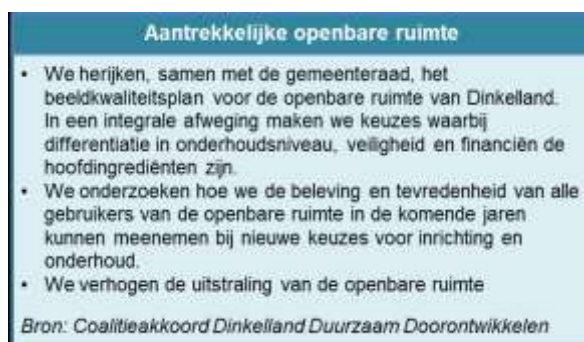 Aantrekkelijke openbare ruimte
• We herijken, samen met de gemeenteraad, het
beeldkwaliteitsplan voor de openbare ruimte van Dinkelland.
In een integrale afweging maken we keuzes waarbij
differentiatie in onderhoudsniveau, veiligheid en financiën de
hoofdingrediënten zijn.
• We onderzoeken hoe we de beleving en tevredenheid van alle
gebruikers van de openbare ruimte in de komende jaren
kunnen meenemen bij nieuwe keuzes voor inrichting en
onderhoud.
• We verhogen de uitstraling van de openbare ruimte
Bron: Coalitieakkoord Dinkelland Duurzaam Doorontwikkelen